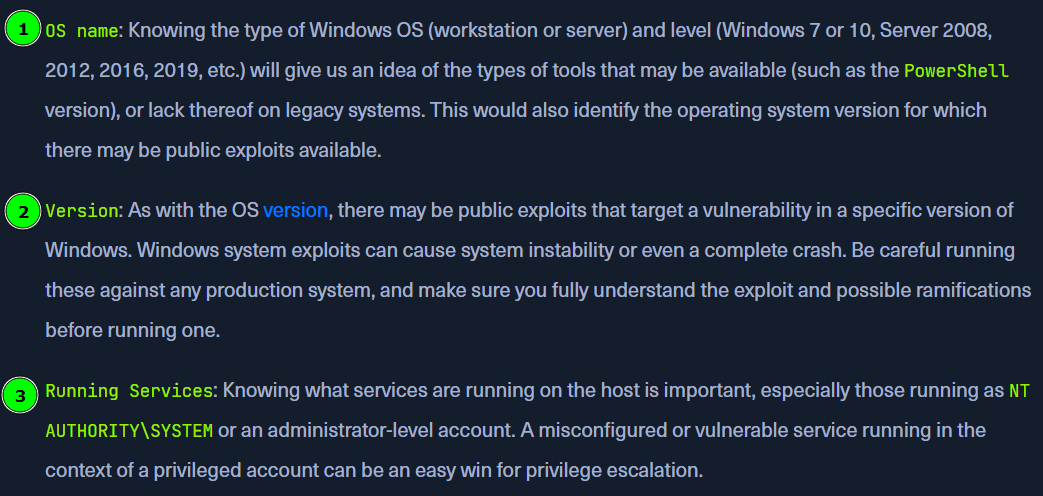 1 OS name: Knowing the type of Windows OS (workstation or server) and level (Windows 7 or 10, Server 2008,
2012, 2016, 2019, etc.) will give us an idea of the types of tools that may be available (such as the PowerShell
version), or lack thereof on legacy systems. This would also identify the operating system version for which
there may be public exploits available.
2 Version: As with the OS version, there may be public exploits that target a vulnerability in a specific version of
Windows. Windows system exploits can cause system instability or even a complete crash. Be careful running
these against any production system, and make sure you fully understand the exploit and possible ramifications
before running one.
3 Running Services: Knowing what services are running on the host is important, especially those running as NT
AUTHORITY\SYSTEM or an administrator-level account. A misconfigured or vulnerable service running in the
context of a privileged account can be an easy win for privilege escalation.